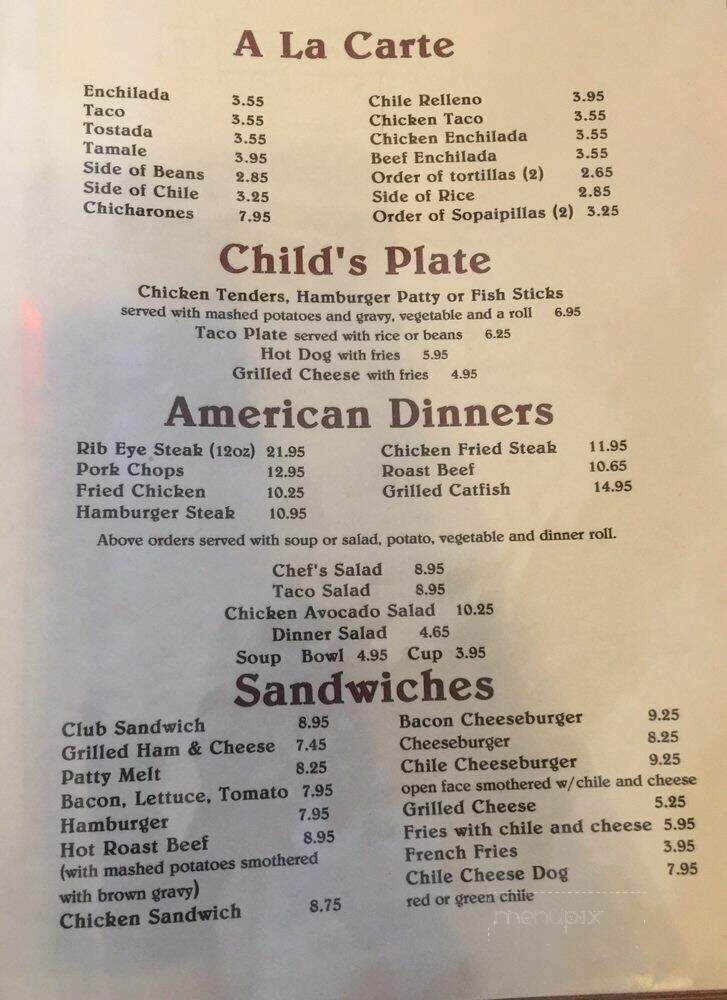 A La Carte
Enchilada 3.55
Taco 3.55
Tostada 3.55
Tamale 3.95
Side of Beans 2.85
Side of Chile 3.25
Chicharones 7.95
Chile Relleno 3.95
Chicken Taco 3.55
Chicken Enchilada 3.55
Beef Enchilada 3.55
Order of tortillas (2) 2.65
Side of Rice 2.85
Order of Sopaipillas (2) 3.25
Child's Plate
Chicken Tenders, Hamburger Patty or Fish Sticks
served with mashed potatoes and gravy, vegetable and a roll 6.95
Taco Plate served with rice or beans 6.25
Hot Dog with fries 5.95
Grilled Cheese with fries 4.95
American Dinners
Rib Eye Steak (12oz) 21.95
Pork Chops 12.95
Fried Chicken 10.25
Hamburger Steak 10.95
Chicken Fried Steak 11.95
Roast Beef 10.65
Grilled Catfish 14.95
Above orders served with soup or salad, potato, vegetable and dinner roll.
Chef's Salad 8.95
Taco Salad 8.95
Chicken Avocado Salad 10.25
Dinner Salad 4.65
Soup Bowl 4.95 Cup 3.95
Sandwiches
Club Sandwich 8.95
Grilled Ham & Cheese 7.45
Patty Melt 8.25
Bacon, Lettuce, Tomato 7.95
Hamburger 7.95
Hot Roast Beef 8.95
(with mashed potatoes smothered
with brown gravy)
Chicken Sandwich 8.75
Bacon Cheeseburger 9.25
Cheeseburger 8.25
Chile Cheeseburger 9.25
open face smothered w/chile and cheese
Grilled Cheese 5.25
Fries with chile and cheese 5.95
French Fries 3.95
Chile Cheese Dog 7.95
red or green chile
menupix